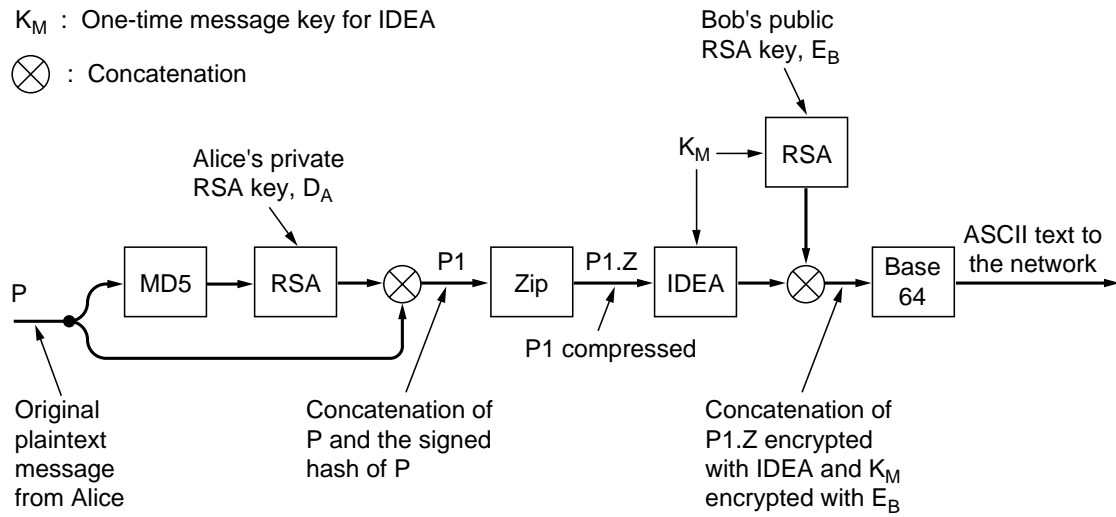 K_M : One-time message key for IDEA
: Concatenation
Bob's public
RSA key, E_B
K_M
RSA
Alice's private
RSA key, D_A
P
MD5
RSA
P1
Zip
P1.Z
IDEA
Base
64
ASCII text to
the network
P1 compressed
Original
plaintext
message
from Alice
Concatenation of
P and the signed
hash of P
Concatenation of
P1.Z encrypted
with IDEA and K_M
encrypted with E_B